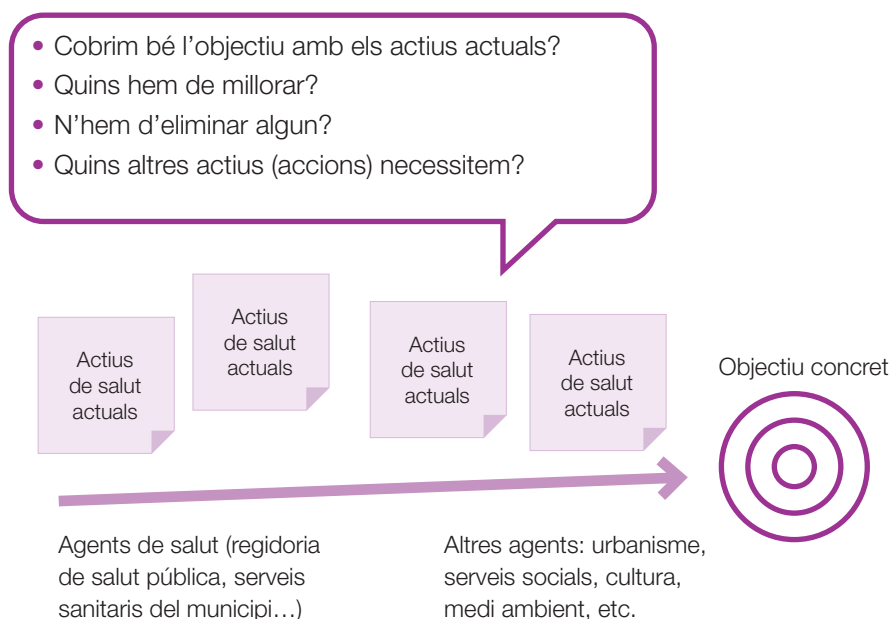 • Cobrim bé l’objectiu amb els actius actuals?
• Quins hem de millorar?
• N’hem d’eliminar algun?
• Quins altres actius (accions) necessitem?
Actius
de salut
actuals
Actius
de salut
actuals
Actius
de salut
actuals
Actius
de salut
actuals
Objectiu concret
Agents de salut (regidoria
de salut pública, serveis
sanitaris del municipi…)
Altres agents: urbanisme,
serveis socials, cultura,
medi ambient, etc.